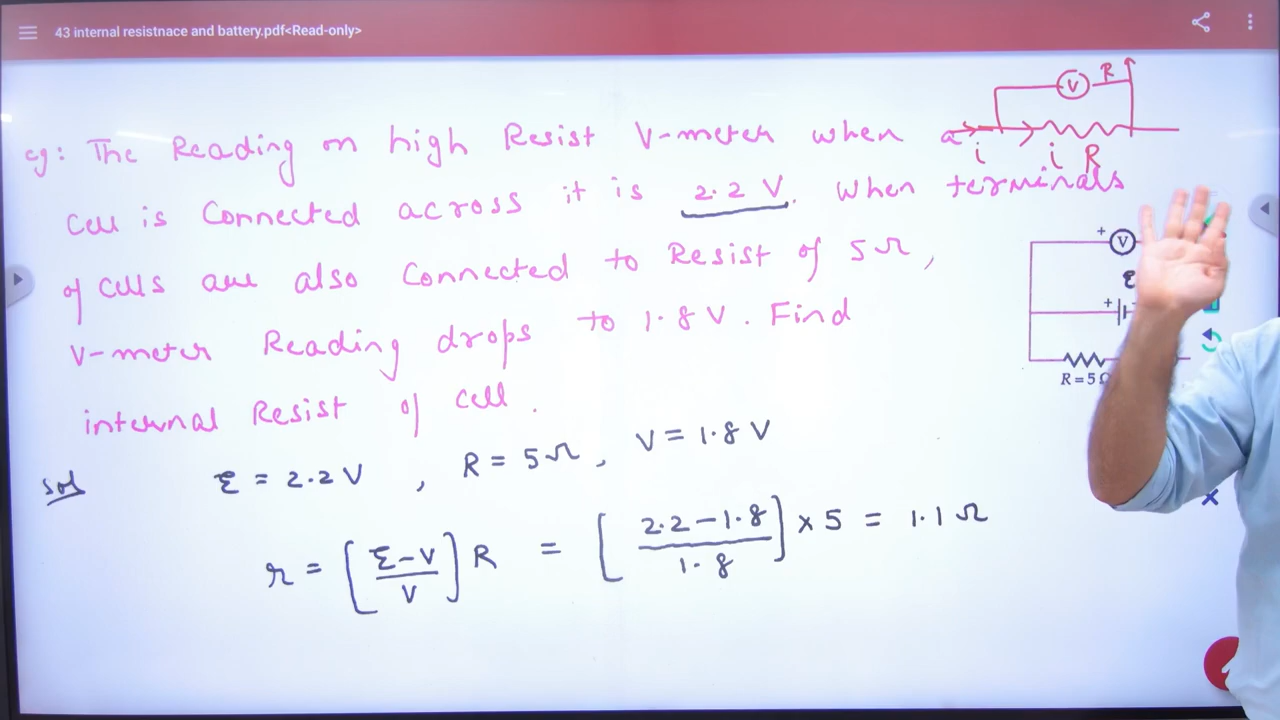 43 internal resistnace and battery.pdf<Read-only>
eg: The Reading on high Resist V-meter when a
Cell is Connected across it is 2.2 V. When terminals
of cells are also Connected to Resist of 5Ω,
V-meter Reading drops to 1.8 V. Find
internal Resist of cell.
Sol ε = 2.2 V, R = 5Ω, V = 1.8 V
r = [ε-V/V] R = [2.2-1.8/1.8] × 5 = 1.1 Ω
V R
i i R
+ V
ε
+
R=5Ω